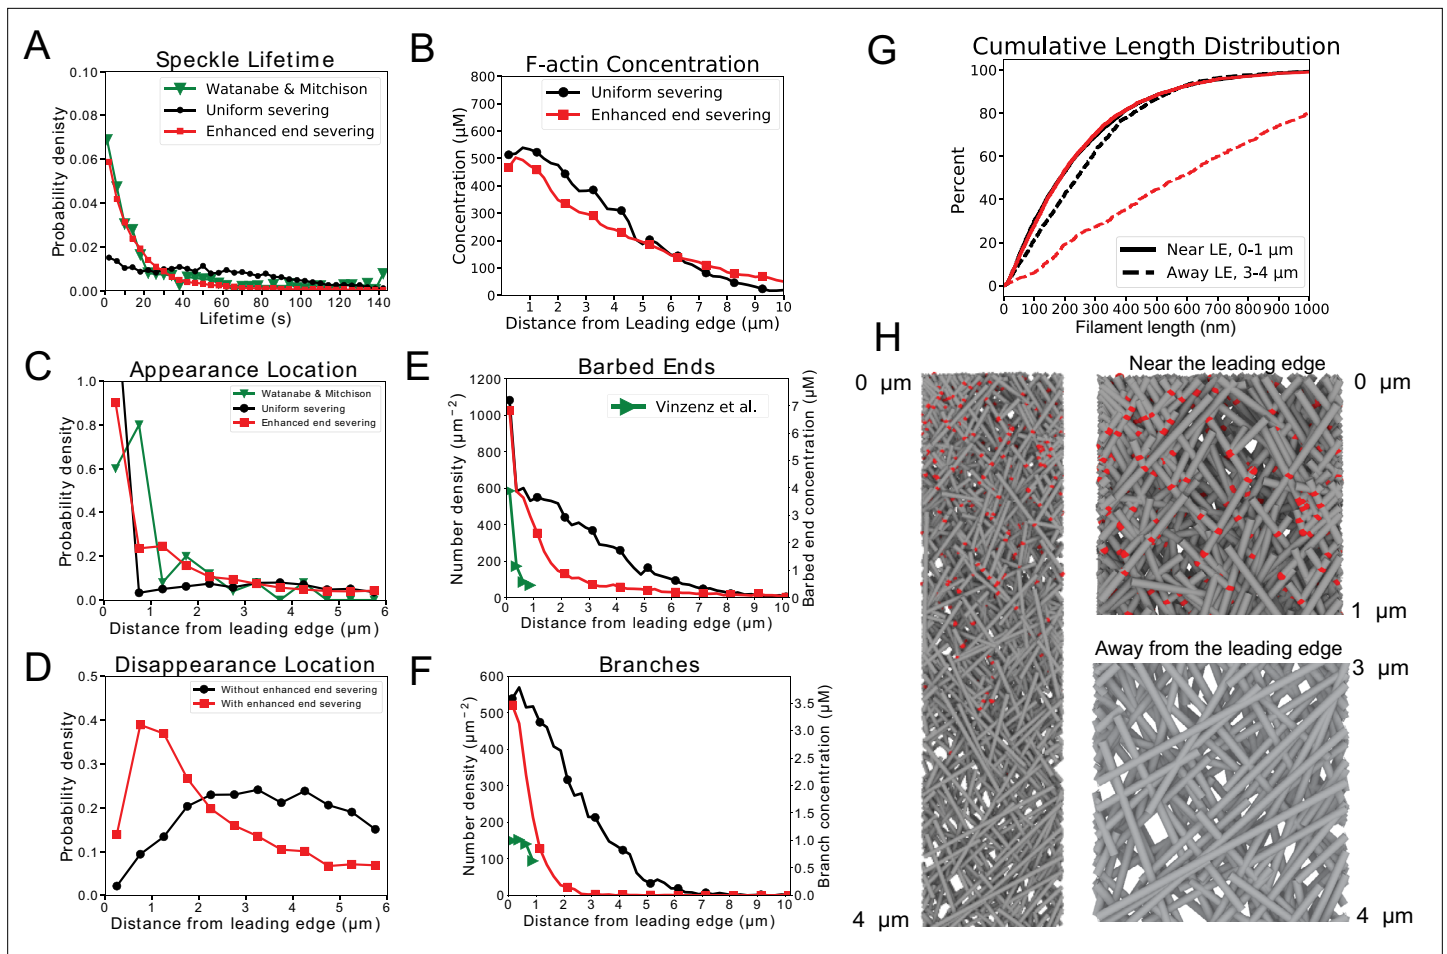 A
Speckle Lifetime
0.10
0.08
0.06
0.04
0.02
0.00
Probability denisty
Watanabe & Mitchison
Uniform severing
Enhanced end severing
0 20 40 60 80 100 120 140
Lifetime (s)
B
F-actin Concentration
800
700
600
500
400
300
200
100
0
Concentration (μM)
Uniform severing
Enhanced end severing
1 2 3 4 5 6 7 8 9 10
Distance from Leading edge (μm)
C
Appearance Location
1.0
0.8
0.6
0.4
0.2
0.0
Probability density
Watanabe & Mitchison
Uniform severing
Enhanced end severing
0 1 2 3 4 5 6
Distance from leading edge (μm)
D
Disappearance Location
0.5
0.4
0.3
0.2
0.1
0.0
Probability density
Without enhanced end severing
With enhanced end severing
0 1 2 3 4 5 6
Distance from leading edge (μm)
E
Barbed Ends
1200
1000
800
600
400
200
0
Number density (μm⁻²)
Vinzenz et al.
7
6
5
4
3
2
1
0
Barbed end concentration (μM)
0 1 2 3 4 5 6 7 8 9 10
Distance from leading edge (μm)
F
Branches
600
500
400
300
200
100
0
Number density (μm⁻²)
3.5
3.0
2.5
2.0
1.5
1.0
0.5
0.0
Branch concentration (μM)
0 1 2 3 4 5 6 7 8 9 10
Distance from leading edge (μm)
G
Cumulative Length Distribution
100
80
60
40
20
0
Percent
Near LE, 0-1 μm
Away LE, 3-4 μm
0 100 200 300 400 500 600 700 800 900 1000
Filament length (nm)
H
0 μm
4 μm
Near the leading edge
0 μm
1 μm
Away from the leading edge
3 μm
4 μm